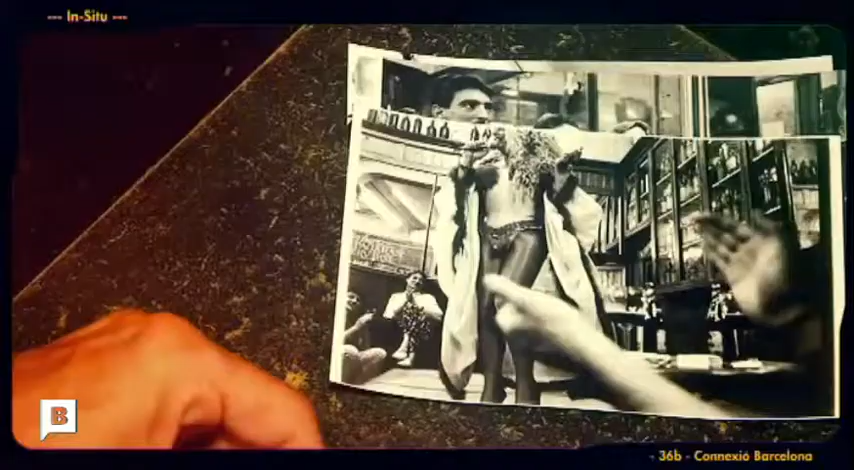 --- In-Situ ---
B
- 36b - Connexió Barcelona